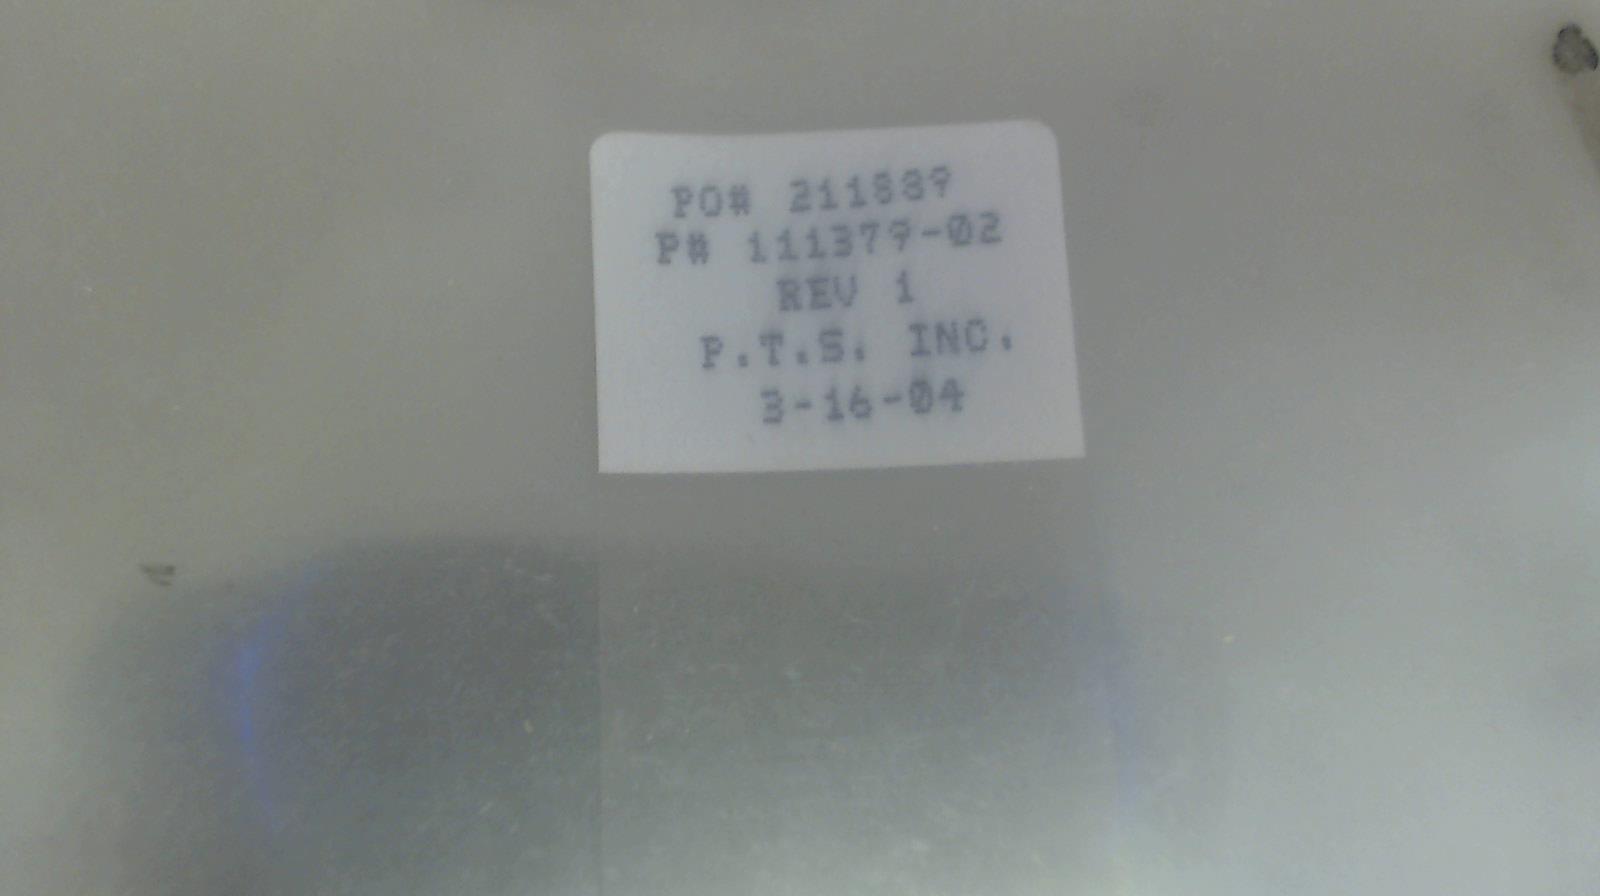 PO# 211889
P# 111379-02
REV 1
P.T.S. INC.
3-16-04